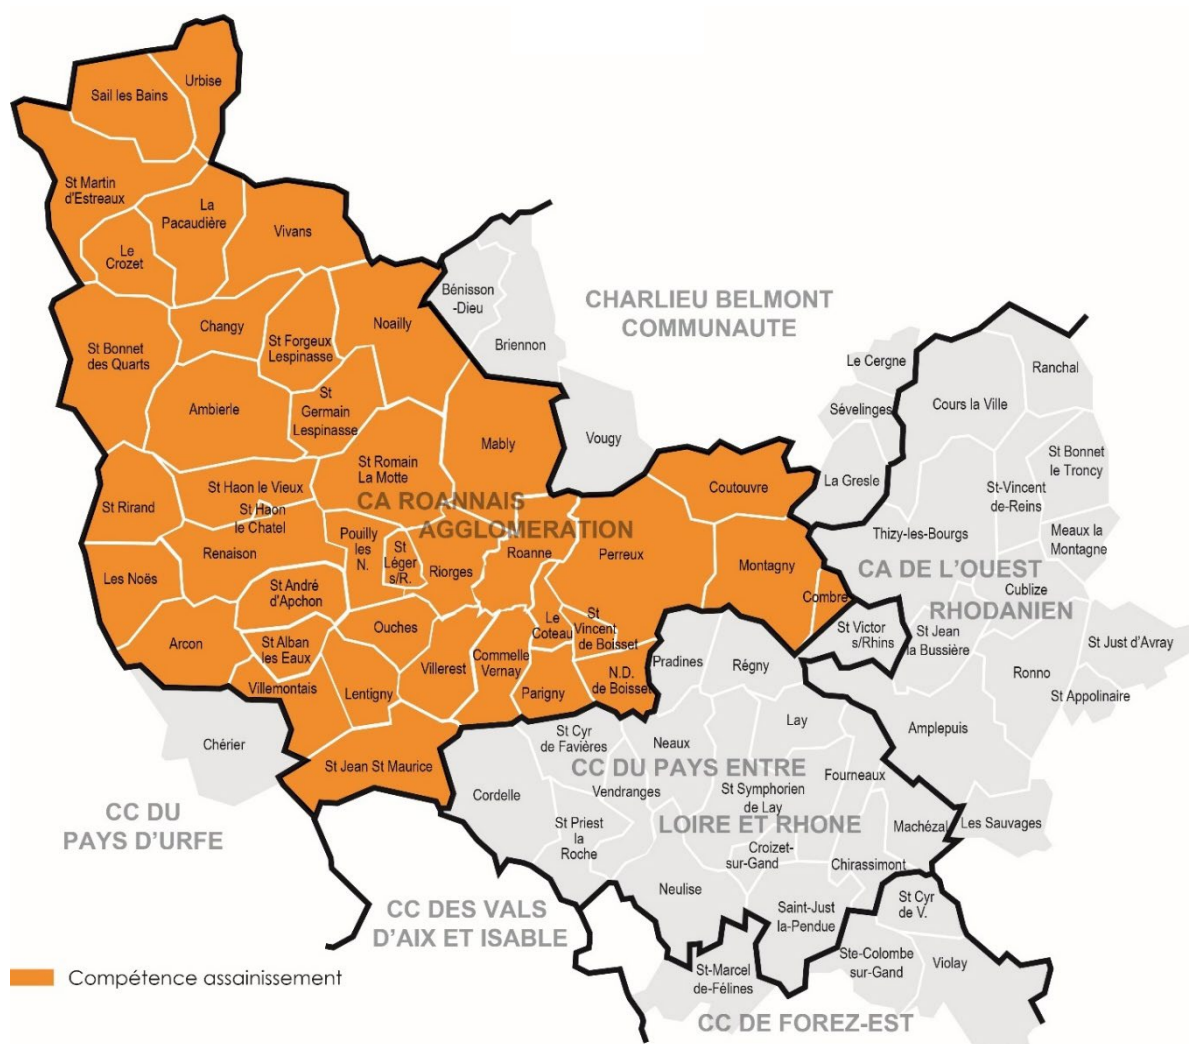 Urbise
Sail les Bains
St Martin
d'Estreaux
La
Pacaudière
Vivans
Le
Crozet
Bénisson
-Dieu
CHARLIEU BELMONT
COMMUNAUTE
Changy
Noailly
St Forgeux
Lespinasse
Briennon
St Bonnet
des Quarts
Le Cergne
Ranchal
Ambierle
St
Germain
Lespinasse
Sévelinges
Cours la Ville
Mably
Vougy
St Bonnet
le Troncy
St Romain
La Motte
St Haon le Vieux
Coutouvre
La Gresle
St-Vincent
de-Reins
CA ROANNAIS
AGGLOMERATION
St Rirand
St Haon
le Chatel
Thizy-les-Bourgs
Meaux la
Montagne
Renaison
Pouilly
les
N.
St
Léger
s/R.
Riorges
Roanne
Perreux
Montagny
CA DE L'OUEST
RHODANIEN
Les Noës
St André
d'Apchon
Combre
Cublize
Arcon
St Alban
les Eaux
Ouches
Le
Coteau
St
Vincent
de Boisset
St Victor
s/Rhins
St Jean
la Bussière
St Just d'Avray
Villerest
Commelle
Vernay
Pradines
Régny
Ronno
Villemontais
Lentigny
Parigny
N.D.
de Boisset
St Appolinaire
Chérier
St Cyr
de Favières
Neaux
Lay
Amplepuis
St Jean St Maurice
CC DU PAYS ENTRE
LOIRE ET RHONE
Fourneaux
Cordelle
Vendranges
St Symphorien
de Lay
CC DU
PAYS D'URFE
St Priest
la
Roche
Machézal
Les Sauvages
Croizet-
sur-Gand
Chirassimont
Neulise
CC DES VALS
D'AIX ET ISABLE
Saint-Just
la-Pendue
St Cyr
de V.
Ste-Colombe
sur-Gand
Violay
St-Marcel
de-Félines
Compétence assainissement
CC DE FOREZ-EST